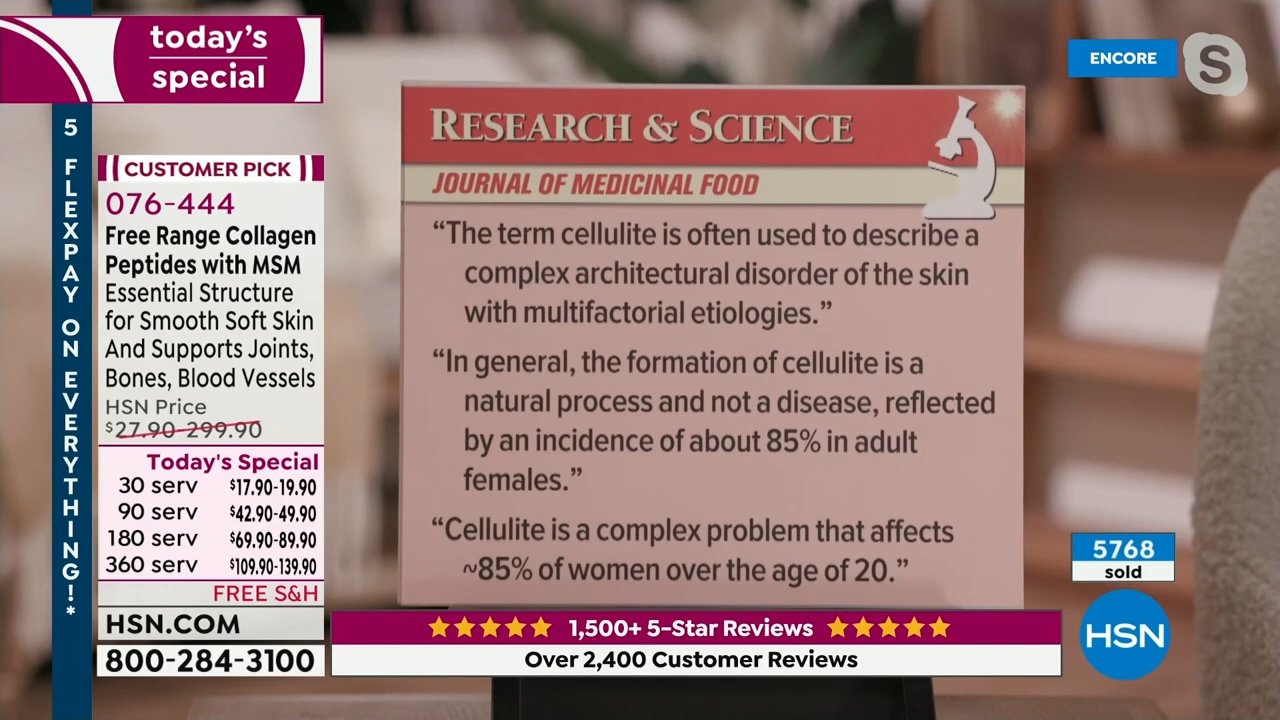 today's
special
5 FLEXPAY ON EVERYTHING!*
CUSTOMER PICK
076-444
Free Range Collagen
Peptides with MSM
Essential Structure
for Smooth Soft Skin
And Supports Joints,
Bones, Blood Vessels
HSN Price
$27.90-299.90
Today's Special
30 serv $17.90-19.90
90 serv $42.90-49.90
180 serv $69.90-89.90
360 serv $109.90-139.90
FREE S&H
HSN.COM
800-284-3100
RESEARCH & SCIENCE
JOURNAL OF MEDICINAL FOOD
“The term cellulite is often used to describe a
complex architectural disorder of the skin
with multifactorial etiologies.”
“In general, the formation of cellulite is a
natural process and not a disease, reflected
by an incidence of about 85% in adult
females.”
“Cellulite is a complex problem that affects
~85% of women over the age of 20.”
1,500+ 5-Star Reviews
Over 2,400 Customer Reviews
ENCORE
S
5768
sold
HSN